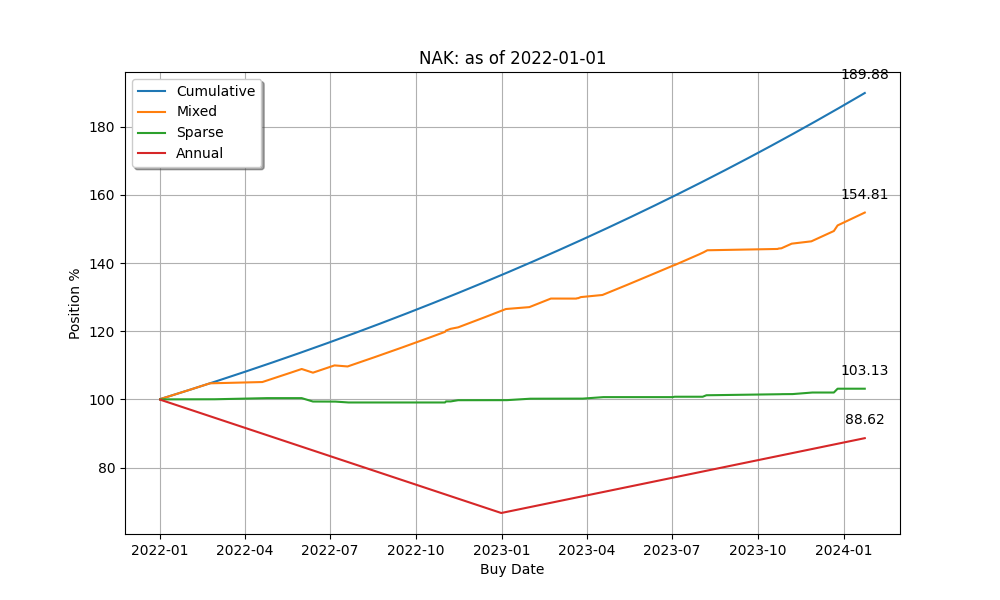 NAK: as of 2022-01-01
Cumulative
Mixed
Sparse
Annual
189.88
154.81
103.13
88.62
180
160
140
120
100
80
Position %
2022-01 2022-04 2022-07 2022-10 2023-01 2023-04 2023-07 2023-10 2024-01
Buy Date